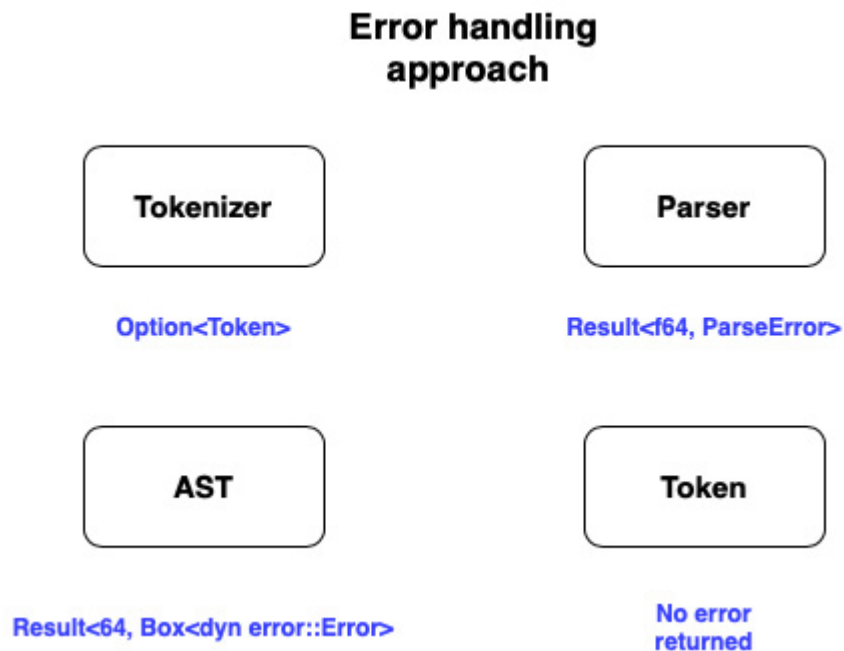 Error handling
approach
Tokenizer
Parser
Option<Token>
Result<f64, ParseError>
AST
Token
Result<64, Box<dyn error::Error>
No error
returned